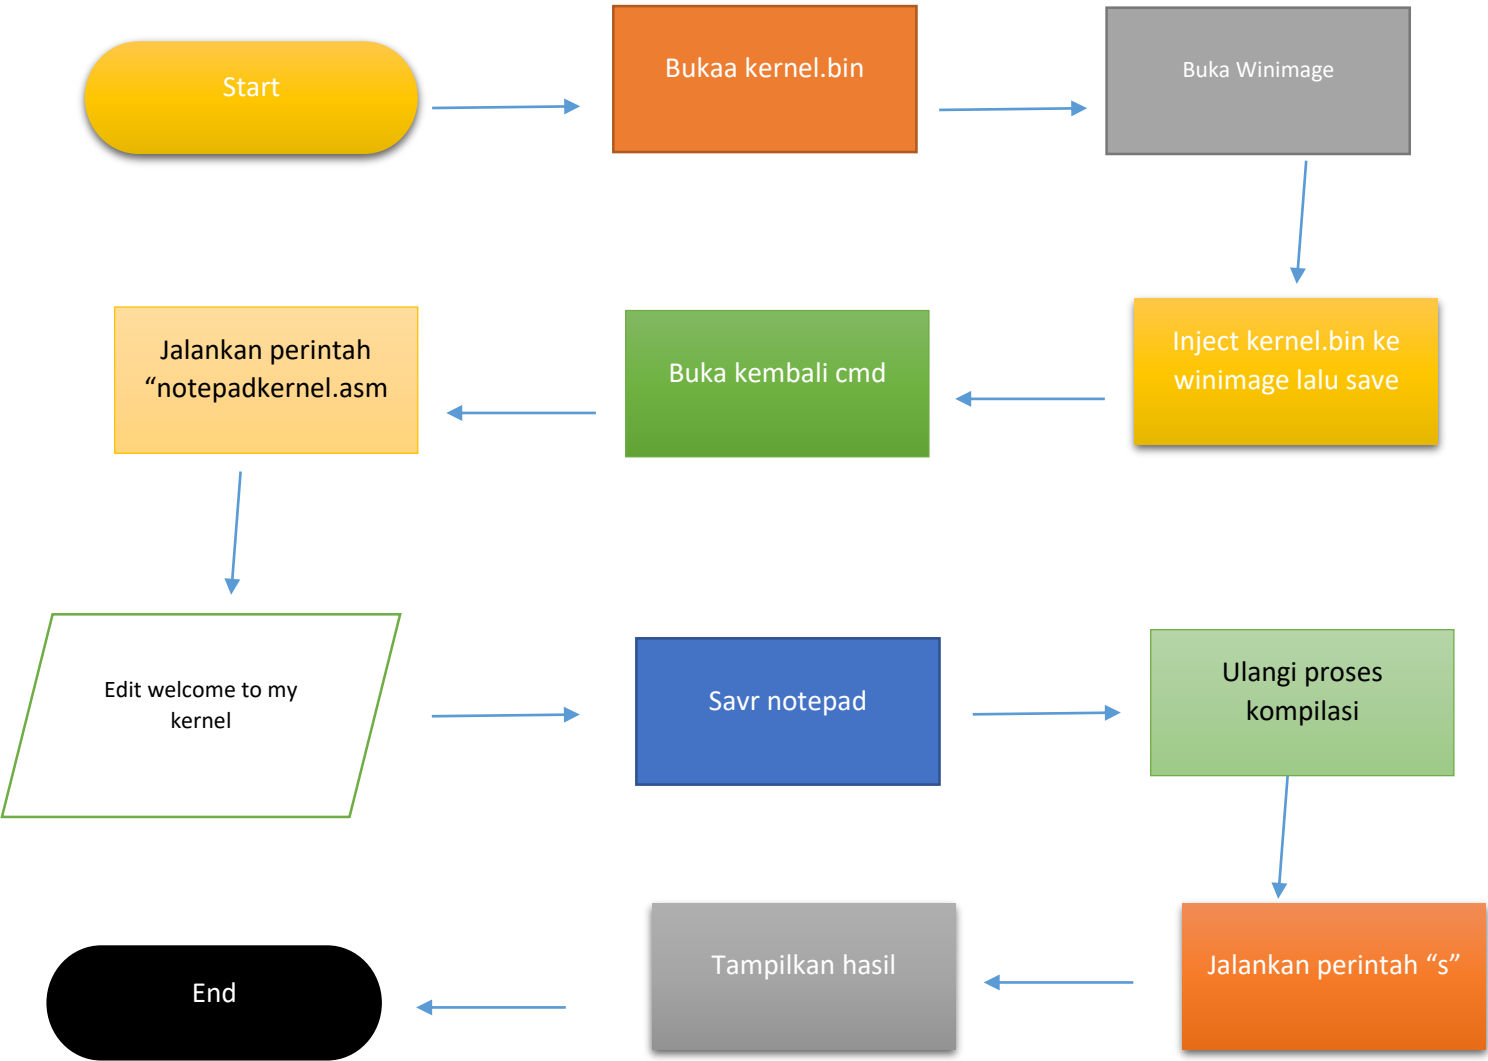 Start
Bukaa kernel.bin
Buka Winimage
Inject kernel.bin ke
winimage lalu save
Buka kembali cmd
Jalankan perintah
“notepadkernel.asm
Edit welcome to my
kernel
Savr notepad
Ulangi proses
kompilasi
Jalankan perintah “s”
Tampilkan hasil
End